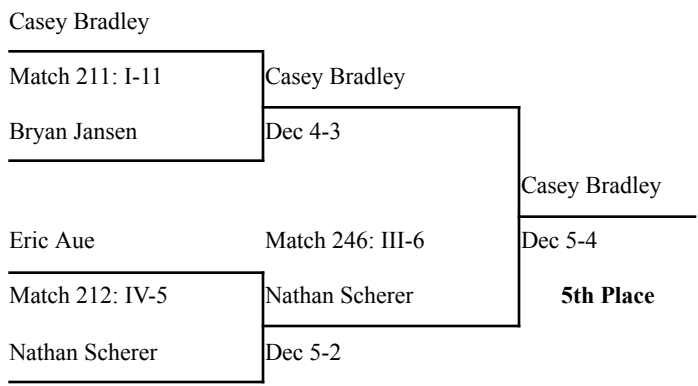 Casey Bradley
Match 211: I-11
Casey Bradley
Bryan Jansen
Dec 4-3
Casey Bradley
Eric Aue
Match 246: III-6
Dec 5-4
Match 212: IV-5
Nathan Scherer
5th Place
Nathan Scherer
Dec 5-2